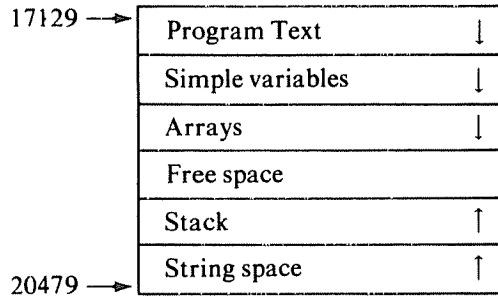 17129 → Program Text ↓
Simple variables ↓
Arrays ↓
Free space
Stack ↑
String space ↑
20479 →